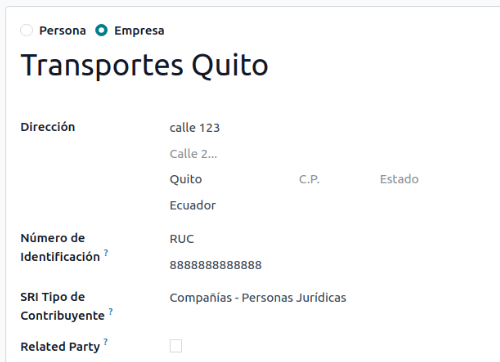 Persona Empresa
Transportes Quito
Dirección calle 123
Calle 2...
Quito C.P. Estado
Ecuador
Número de Identificación ? RUC
8888888888888
SRI Tipo de Contribuyente ? Compañías - Personas Jurídicas
Related Party ?